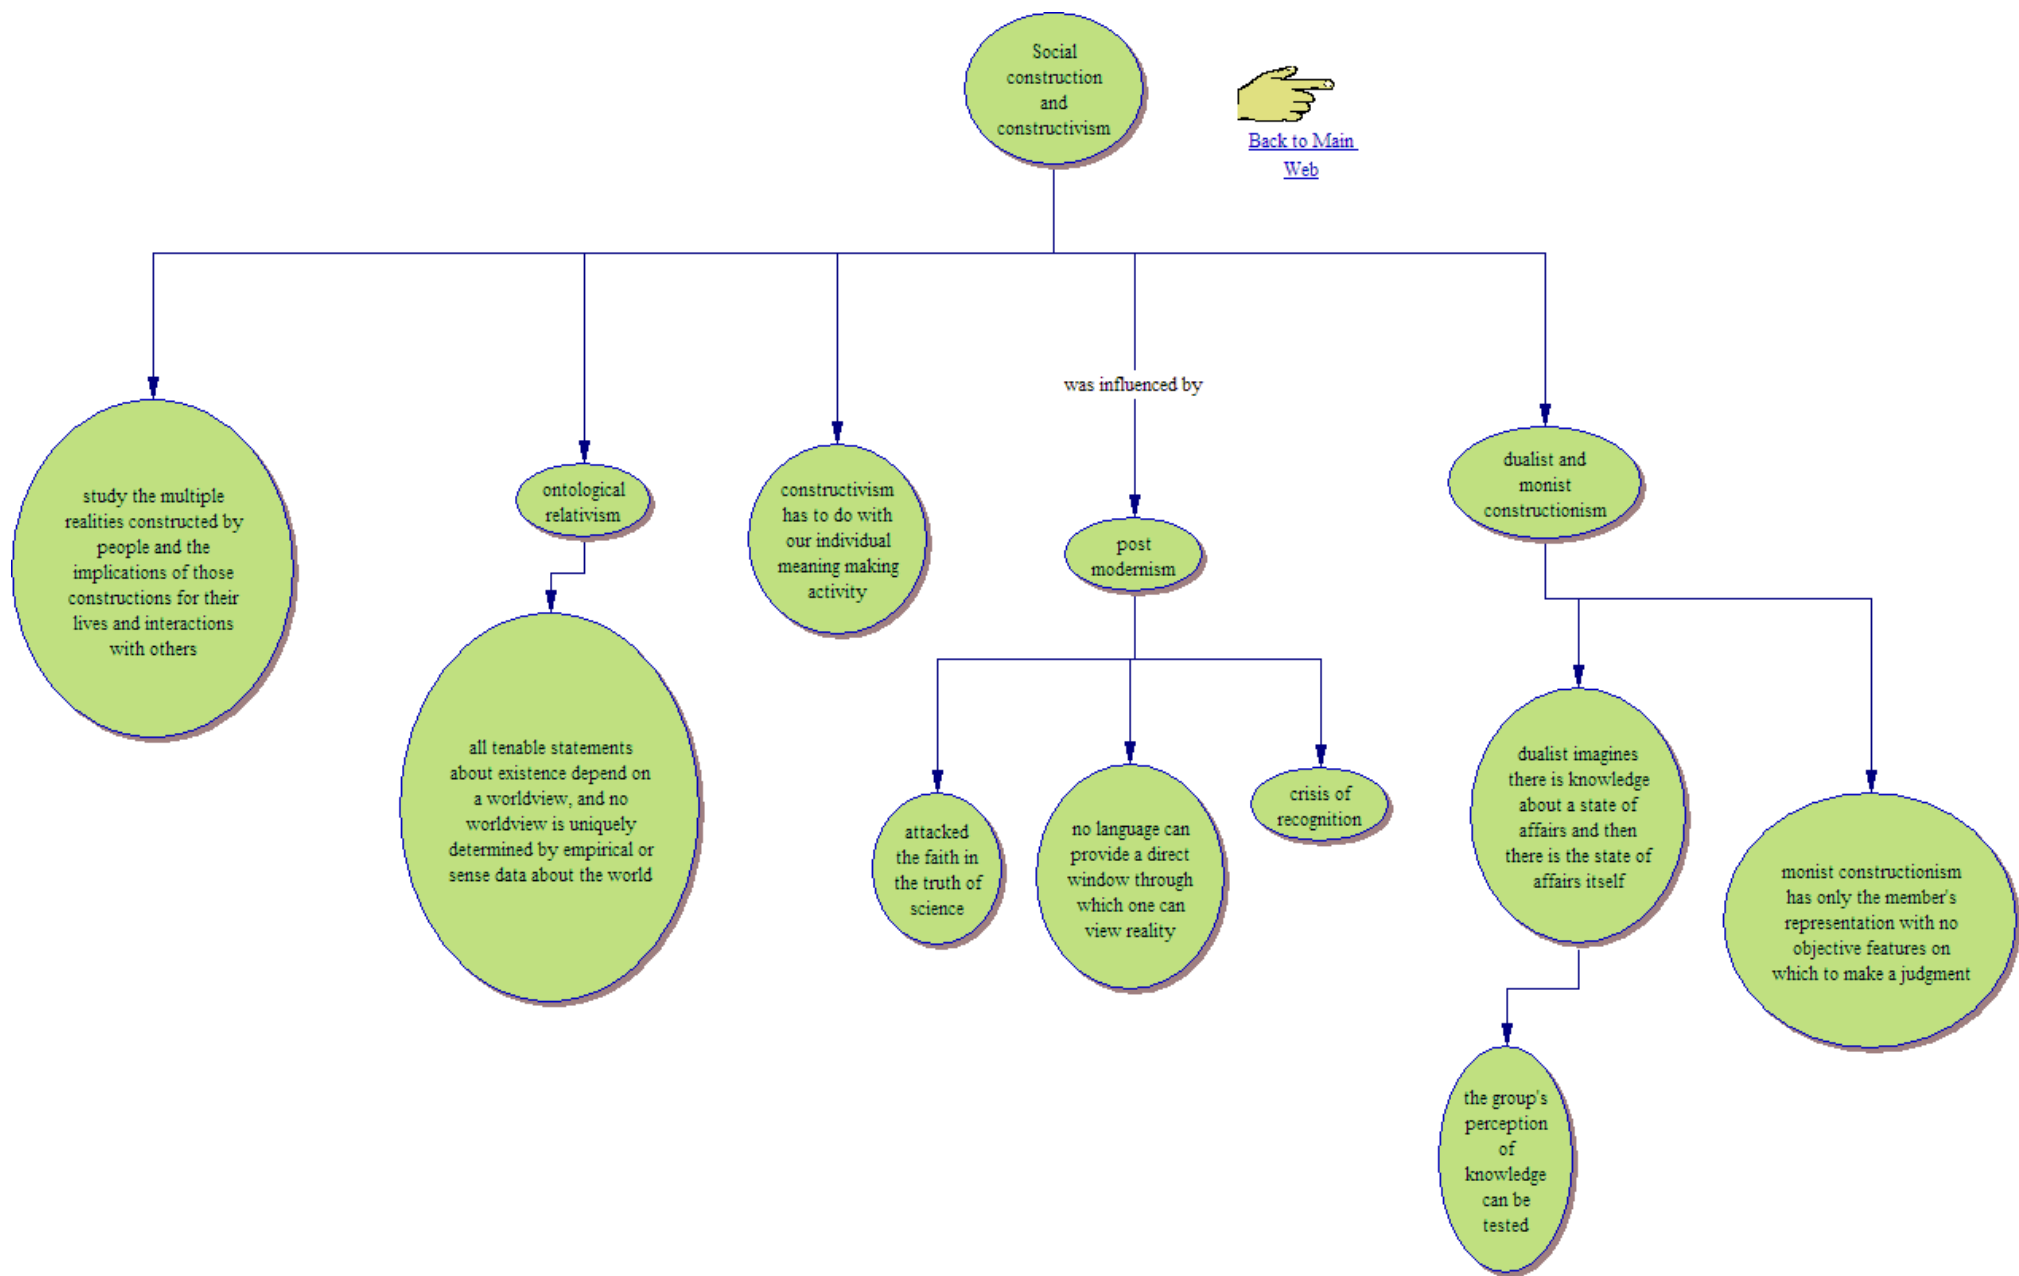 Social
construction
and
constructivism
Back to Main
Web
was influenced by
study the multiple
realities constructed by
people and the
implications of those
constructions for their
lives and interactions
with others
ontological
relativism
constructivism
has to do with
our individual
meaning making
activity
post
modernism
dualist and
monist
constructionism
all tenable statements
about existence depend on
a worldview, and no
worldview is uniquely
determined by empirical or
sense data about the world
attacked
the faith in
the truth of
science
no language can
provide a direct
window through
which one can
view reality
crisis of
recognition
dualist imagines
there is knowledge
about a state of
affairs and then
there is the state of
affairs itself
monist constructionism
has only the member's
representation with no
objective features on
which to make a judgment
the group's
perception
of
knowledge
can be
tested